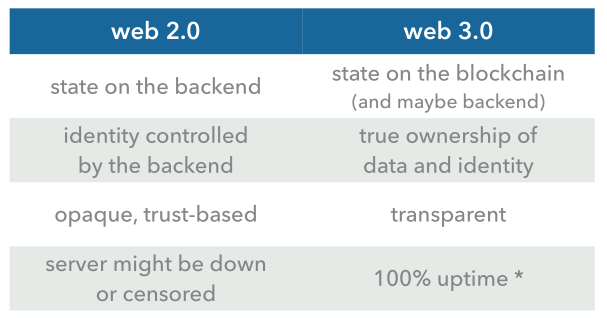 web 2.0
web 3.0
state on the backend
state on the blockchain
(and maybe backend)
identity controlled
by the backend
true ownership of
data and identity
opaque, trust-based
transparent
server might be down
or censored
100% uptime *